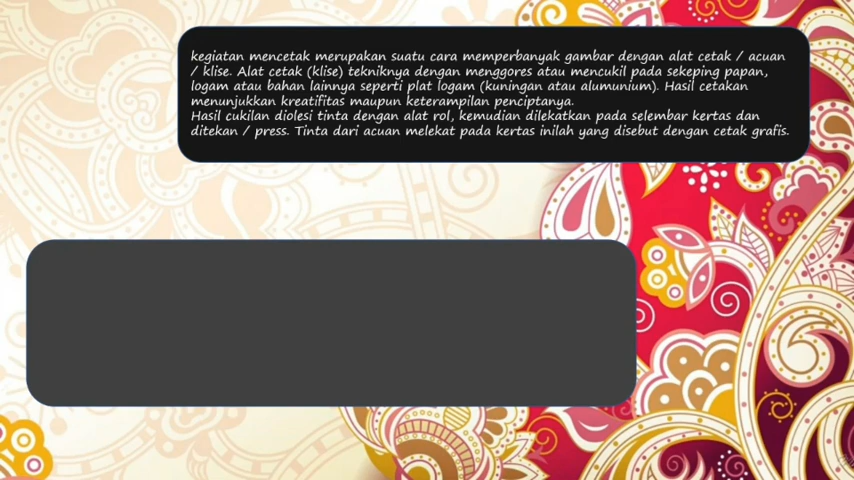 kegiatan mencetak merupakan suatu cara memperbanyak gambar dengan alat cetak / acuan
/ klise. Alat cetak (klise) tekniknya dengan menggores atau mencukil pada sekeping papan,
logam atau bahan lainnya seperti plat logam (kuningan atau alumunium). Hasil cetakan
menunjukkan kreatifitas maupun keterampilan penciptanya.
Hasil cukilan diolesi tinta dengan alat rol, kemudian dilekatkan pada selembar kertas dan
ditekan / press. Tinta dari acuan melekat pada kertas inilah yang disebut dengan cetak grafis.